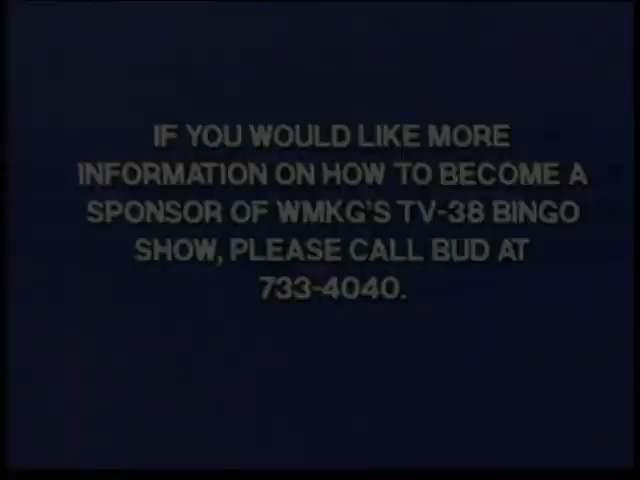 IF YOU WOULD LIKE MORE
INFORMATION ON HOW TO BECOME A
SPONSOR OF WMKG'S TV-38 BINGO
SHOW, PLEASE CALL BUD AT
733-4040.